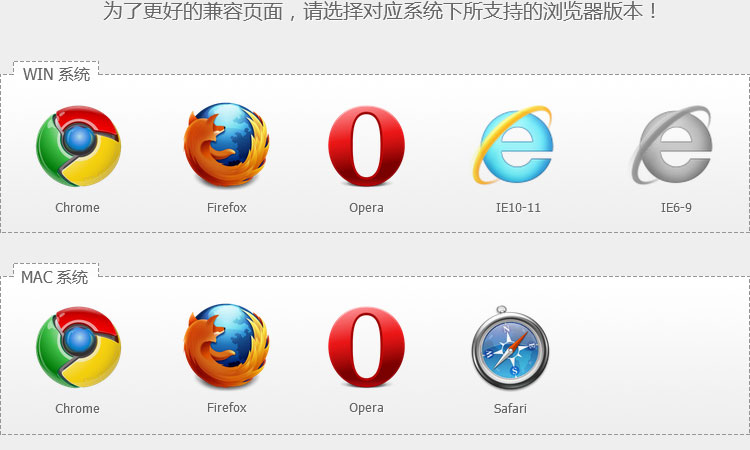 为了更好的兼容页面，请选择对应系统下所支持的浏览器版本！
WIN 系统
Chrome Firefox Opera IE10-11 IE6-9
MAC 系统
Chrome Firefox Opera Safari